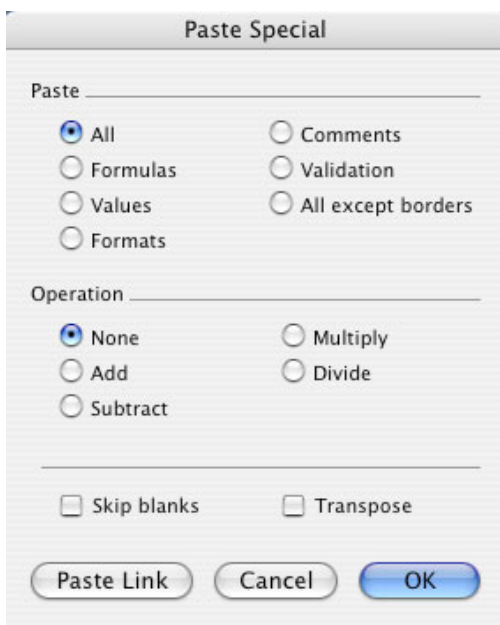 Paste Special
Paste
All
Comments
Formulas
Validation
Values
All except borders
Formats
Operation
None
Multiply
Add
Divide
Subtract
Skip blanks
Transpose
Paste Link
Cancel
OK